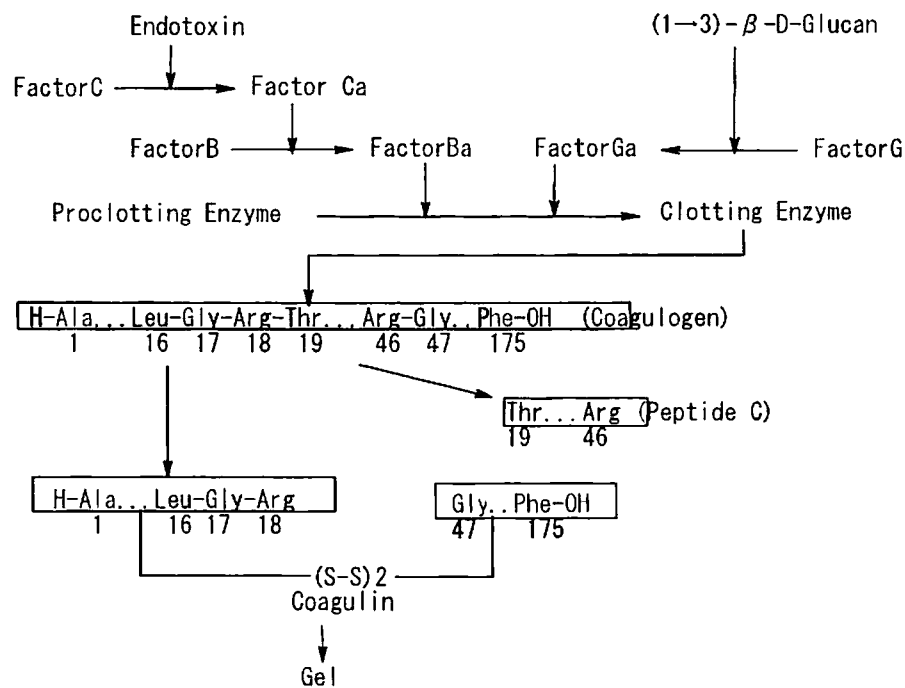 Endotoxin (1→3)-β-D-Glucan
FactorC Factor Ca
FactorB FactorBa FactorGa FactorG
Proclotting Enzyme Clotting Enzyme
H-Ala...Leu-Gly-Arg-Thr...Arg-Gly..Phe-OH (Coagulogen)
1 16 17 18 19 46 47 175
Thr...Arg (Peptide C)
19 46
H-Ala...Leu-Gly-Arg Gly..Phe-OH
1 16 17 18 47 175
(S-S)2
Coagulin
Gel